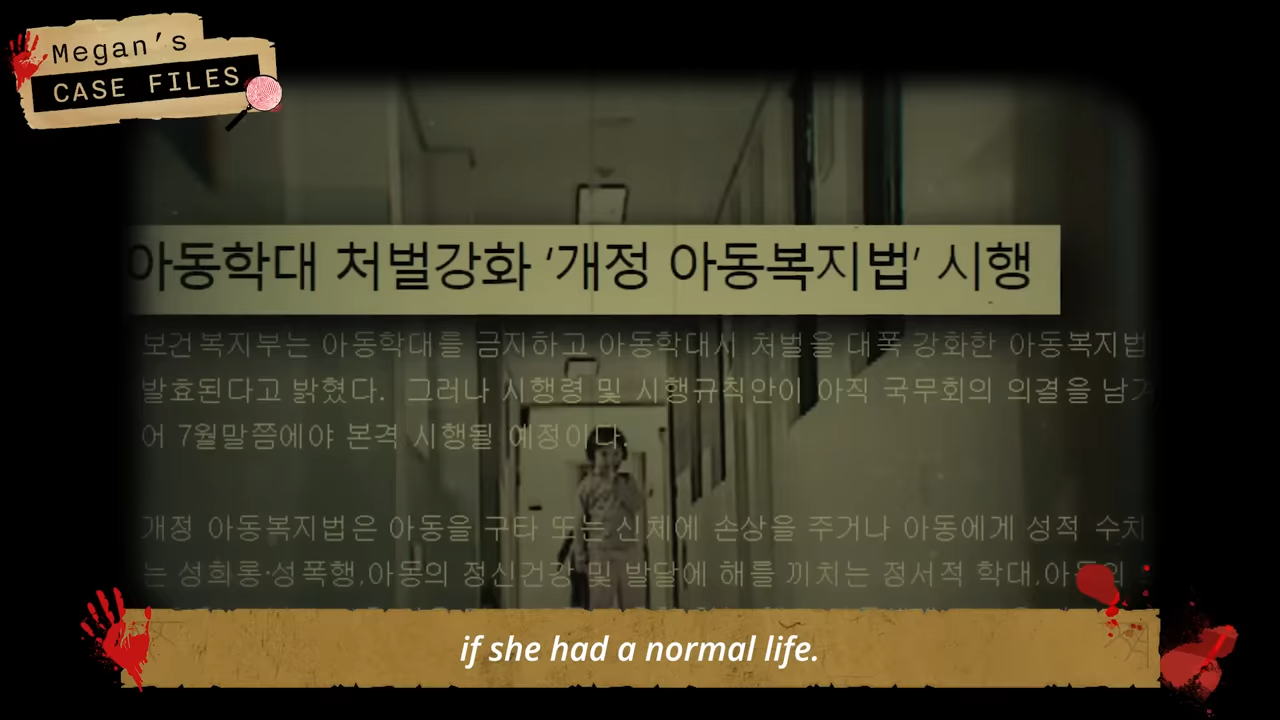 Megan's
CASE FILES
아동학대 처벌강화 '개정 아동복지법' 시행
보건복지부는 아동학대를 금지하고 아동학대시 처벌을 대폭 강화한 아동복지법
발효된다고 밝혔다. 그러나 시행령 및 시행규칙안이 아직 국무회의 의결을 남겨
어 7월말쯤에야 본격 시행될 예정이다.
개정 아동복지법은 아동을 구타 또는 신체에 손상을 주거나 아동에게 성적 수치
는 성희롱·성폭행,아동의 정신건강 및 발달에 해를 끼치는 정서적 학대,아동의
if she had a normal life.